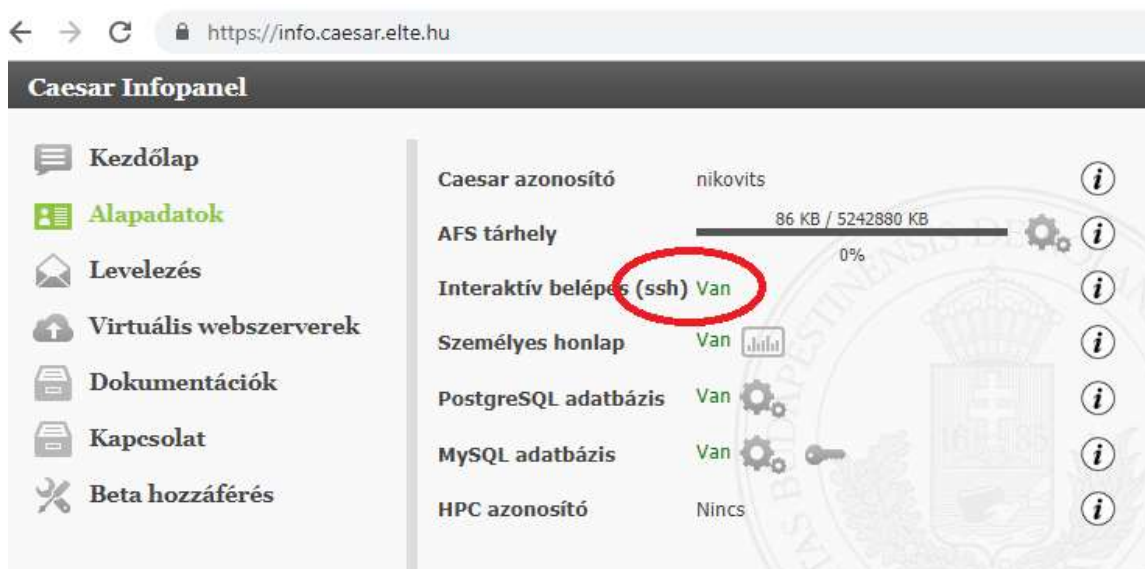 https://info.caesar.elte.hu
Caesar Infopanel
Kezdőlap
Alapadatok
Levelezés
Virtuális webszerverek
Dokumentációk
Kapcsolat
Beta hozzáférés
Caesar azonosító nikovits
AFS tárhely 86 KB / 5242880 KB
0%
Interaktív belépés (ssh) Van
Személyes honlap Van
PostgreSQL adatbázis Van
MySQL adatbázis Van
HPC azonosító Nincs